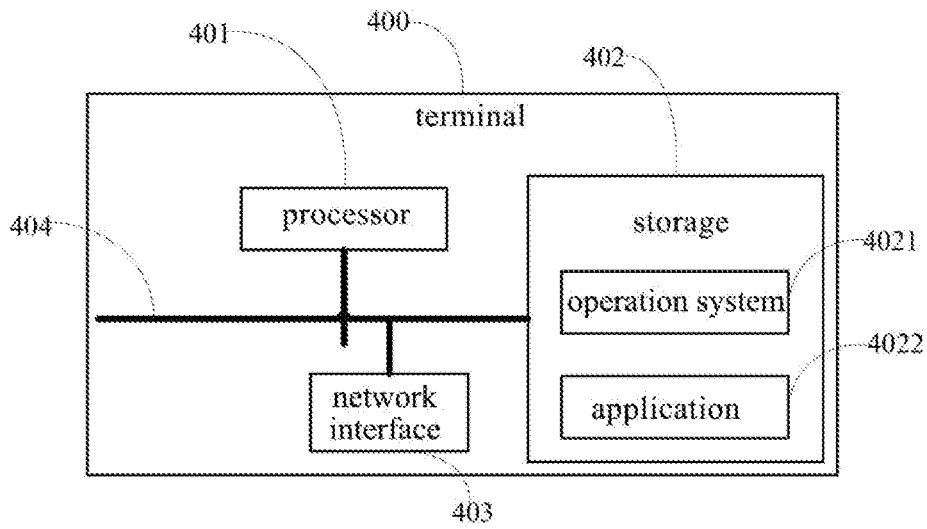 401
400
402
terminal
processor
storage
404
4021
operation system
4022
application
network
interface
403